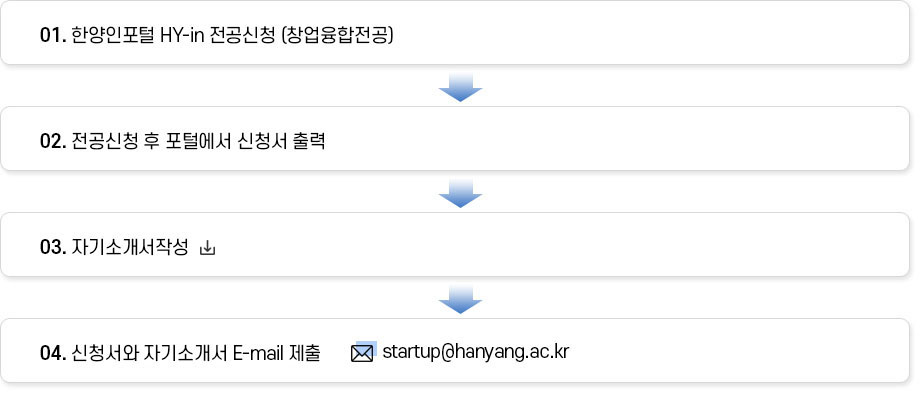 01. 한양인포털 HY-in 전공신청 (창업융합전공)
02. 전공신청 후 포털에서 신청서 출력
03. 자기소개서작성
04. 신청서와 자기소개서 E-mail 제출 startup@hanyang.ac.kr